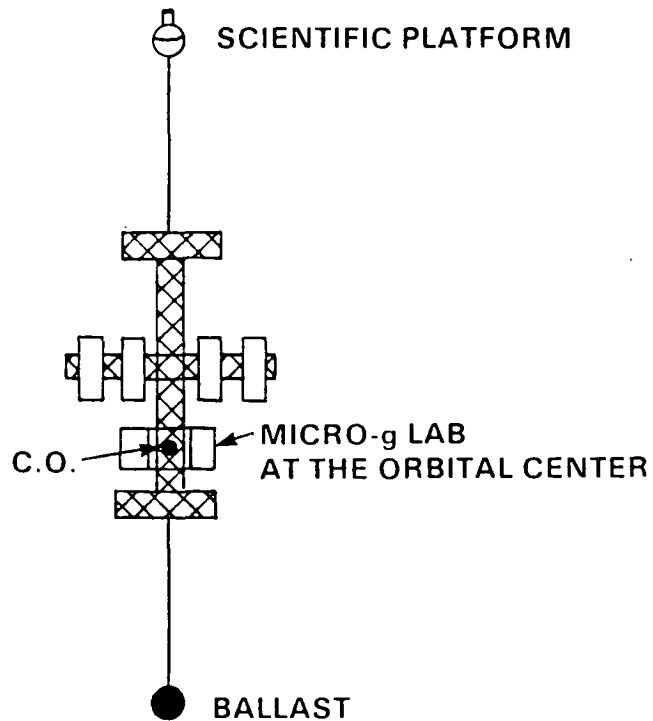 SCIENTIFIC PLATFORM
MICRO-g LAB
C.O.
AT THE ORBITAL CENTER
BALLAST